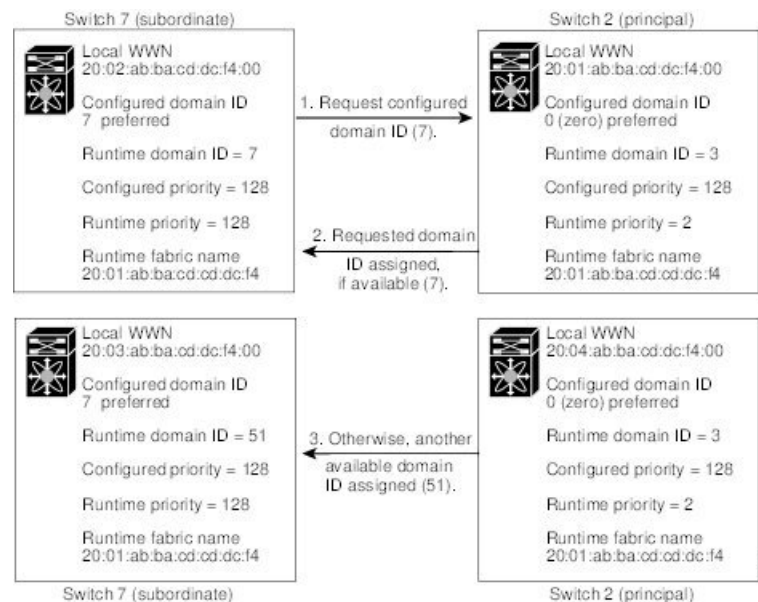 Switch 7 (subordinate)
Local WWN
20:02:ab:ba:cd:dc:f4:00
Configured domain ID
7 preferred
Runtime domain ID = 7
Configured priority = 128
Runtime priority = 128
Runtime fabric name
20:01:ab:ba:cd:cd:dc:f4
1. Request configured
domain ID (7).
2. Requested domain
ID assigned,
if available (7).
Switch 2 (principal)
Local WWN
20:01:ab:ba:cd:dc:f4:00
Configured domain ID
0 (zero) preferred
Runtime domain ID = 3
Configured priority = 128
Runtime priority = 2
Runtime fabric name
20:01:ab:ba:cd:cd:dc:f4
Local WWN
20:03:ab:ba:cd:dc:f4:00
Configured domain ID
7 preferred
Runtime domain ID = 51
Configured priority = 128
Runtime priority = 128
Runtime fabric name
20:01:ab:ba:cd:cd:dc:f4
Switch 7 (subordinate)
3. Otherwise, another
available domain
ID assigned (51).
Local WWN
20:04:ab:ba:cd:dc:f4:00
Configured domain ID
0 (zero) preferred
Runtime domain ID = 3
Configured priority = 128
Runtime priority = 2
Runtime fabric name
20:01:ab:ba:cd:cd:dc:f4
Switch 2 (principal)